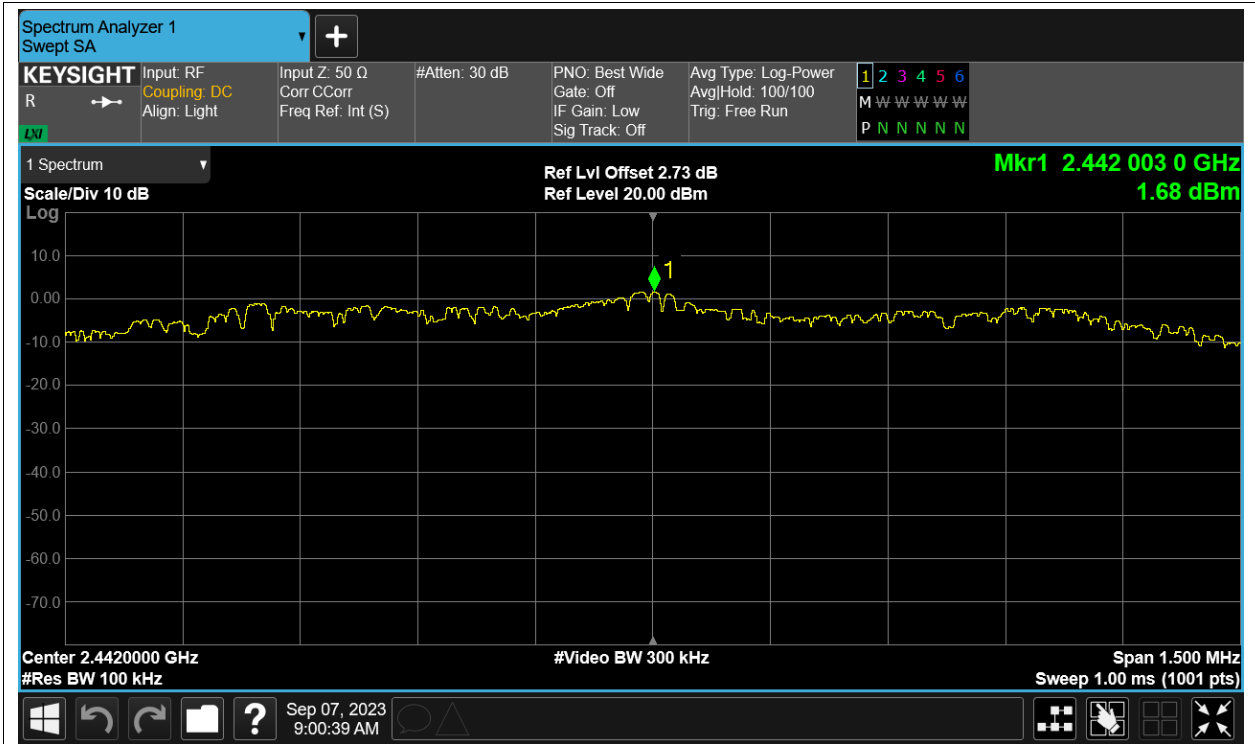 Spectrum Analyzer 1
Swept SA
KEYSIGHT
R
LXI
Input: RF
Coupling: DC
Align: Light
Input Z: 50 Ω
Corr CCorr
Freq Ref: Int (S)
#Atten: 30 dB
PNO: Best Wide
Gate: Off
IF Gain: Low
Sig Track: Off
Avg Type: Log-Power
Avg|Hold: 100/100
Trig: Free Run
1 2 3 4 5 6
M W W W W W W
P N N N N N
1 Spectrum
Scale/Div 10 dB
Log
Ref Lvl Offset 2.73 dB
Ref Level 20.00 dBm
Mkr1 2.442 003 0 GHz
1.68 dBm
1
10.0
0.00
-10.0
-20.0
-30.0
-40.0
-50.0
-60.0
-70.0
Center 2.4420000 GHz
#Res BW 100 kHz
#Video BW 300 kHz
Span 1.500 MHz
Sweep 1.00 ms (1001 pts)
?
Sep 07, 2023
9:00:39 AM